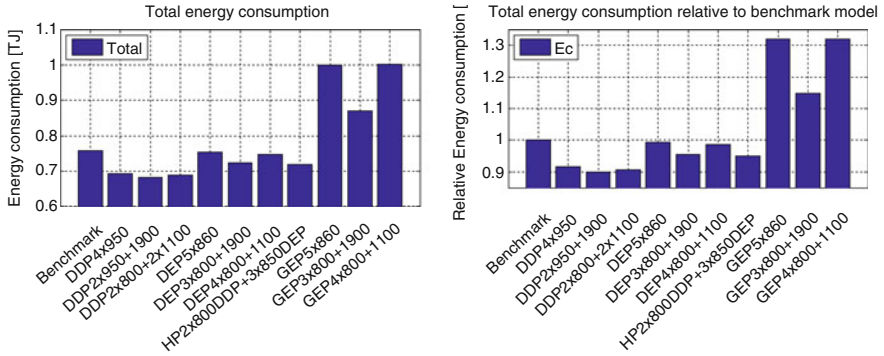 Total energy consumption
Energy consumption [TJ]
1.1
1
0.9
0.8
0.7
0.6
Total
Benchmark
DDP4x950
DDP2x950+1900
DDP2x800+2x1100
DEP5x860
DEP3x800+1900
DEP4x800+1100
HP2x800DDP+3x850DEP
GEP5x860
GEP3x800+1900
GEP4x800+1100
Total energy consumption relative to benchmark model
Relative Energy consumption [
1.3
1.2
1.1
1
0.9
Ec
Benchmark
DDP4x950
DDP2x950+1900
DDP2x800+2x1100
DEP5x860
DEP3x800+1900
DEP4x800+1100
HP2x800DDP+3x850DEP
GEP5x860
GEP3x800+1900
GEP4x800+1100